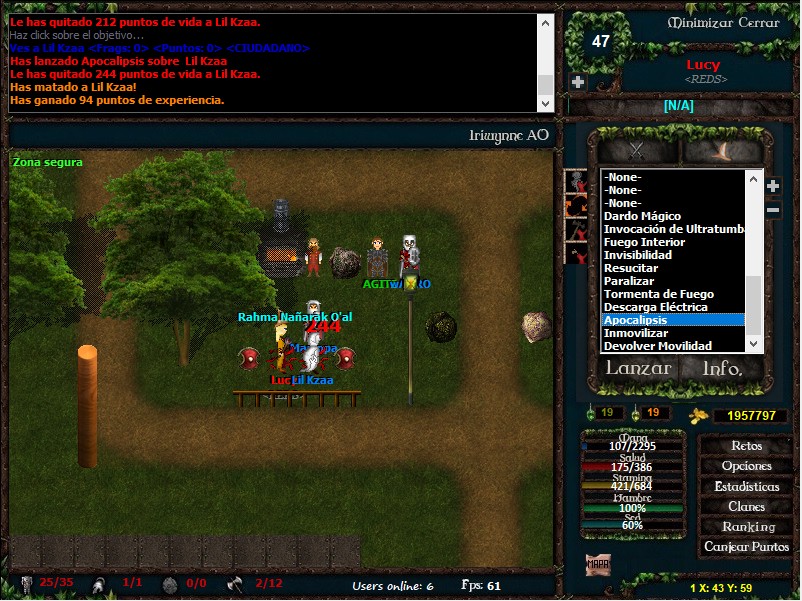 Le has quitado 212 puntos de vida a Lil Kzaa.
Haz click sobre el objetivo...
Ves a Lil Kzaa <Frags: 0> <Puntos: 0> <CIUDADANO>
Has lanzado Apocalipsis sobre Lil Kzaa
Le has quitado 244 puntos de vida a Lil Kzaa.
Has matado a Lil Kzaa!
Has ganado 94 puntos de experiencia.
47
Minimizar Cerrar
Lucy
<REDS>
[N/A]
Iriwynne AO
Zona segura
-None-
-None-
-None-
Dardo Mágico
Invocación de Ultratumba
Fuego Interior
Invisibilidad
Resucitar
Paralizar
Tormenta de Fuego
Descarga Eléctrica
Apocalipsis
Inmovilizar
Devolver Movilidad
Lanzar Info.
Rahma Nañarak O'al
244
Lil Kzaa
19 19 1957797
Mana
107/2295
Salud
175/386
Stamina
421/684
Hambre
100%
Sed
60%
Retos
Opciones
Estadisticas
Clanes
Ranking
Canjear Puntos
MAPA
25/35 1/1 0/0 2/12 Users online: 6 Fps: 61
1 X: 43 Y: 59